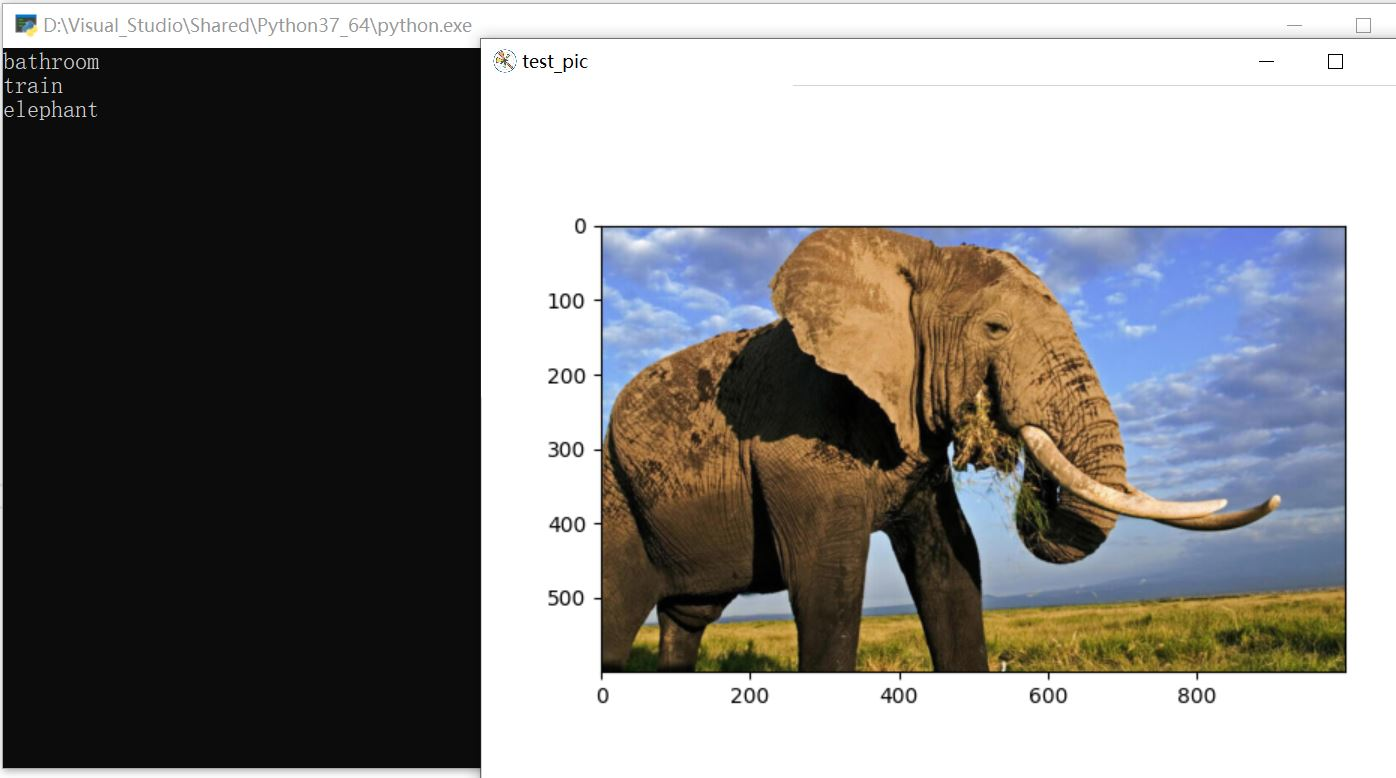 D:\Visual_Studio\Shared\Python37_64\python.exe
bathroom
train
elephant
test_pic
0
100
200
300
400
500
0 200 400 600 800